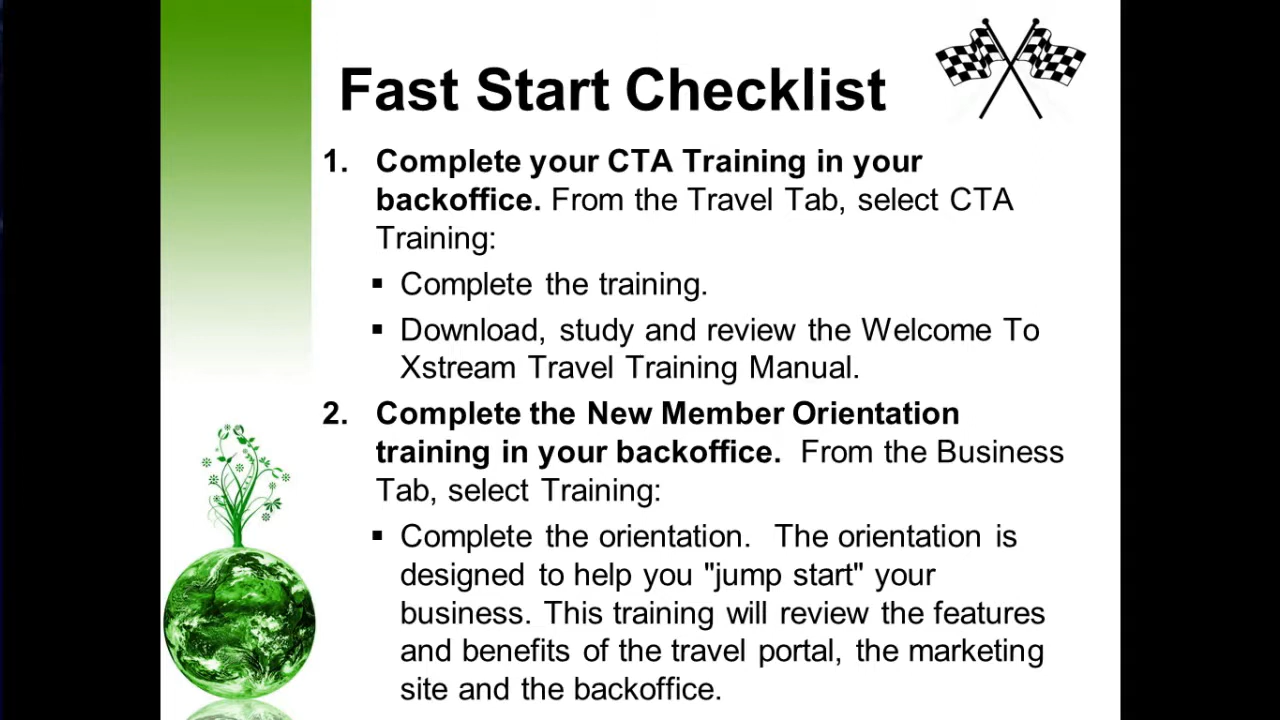 Fast Start Checklist
1. Complete your CTA Training in your
backoffice. From the Travel Tab, select CTA
Training:
▪ Complete the training.
▪ Download, study and review the Welcome To
Xstream Travel Training Manual.
2. Complete the New Member Orientation
training in your backoffice. From the Business
Tab, select Training:
▪ Complete the orientation. The orientation is
designed to help you "jump start" your
business. This training will review the features
and benefits of the travel portal, the marketing
site and the backoffice.